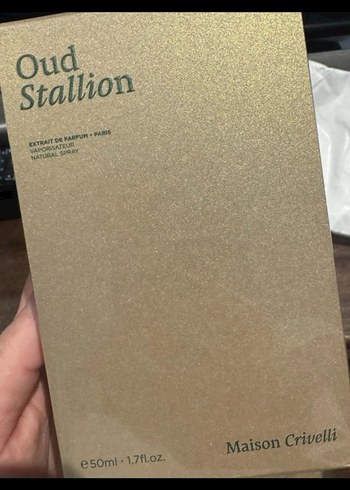 Oud
Stallion
EXTRAIT DE PARFUM • PARIS
VAPORISATEUR
NATURAL SPRAY
Maison Crivelli
℮50ml · 1.7fl.oz.